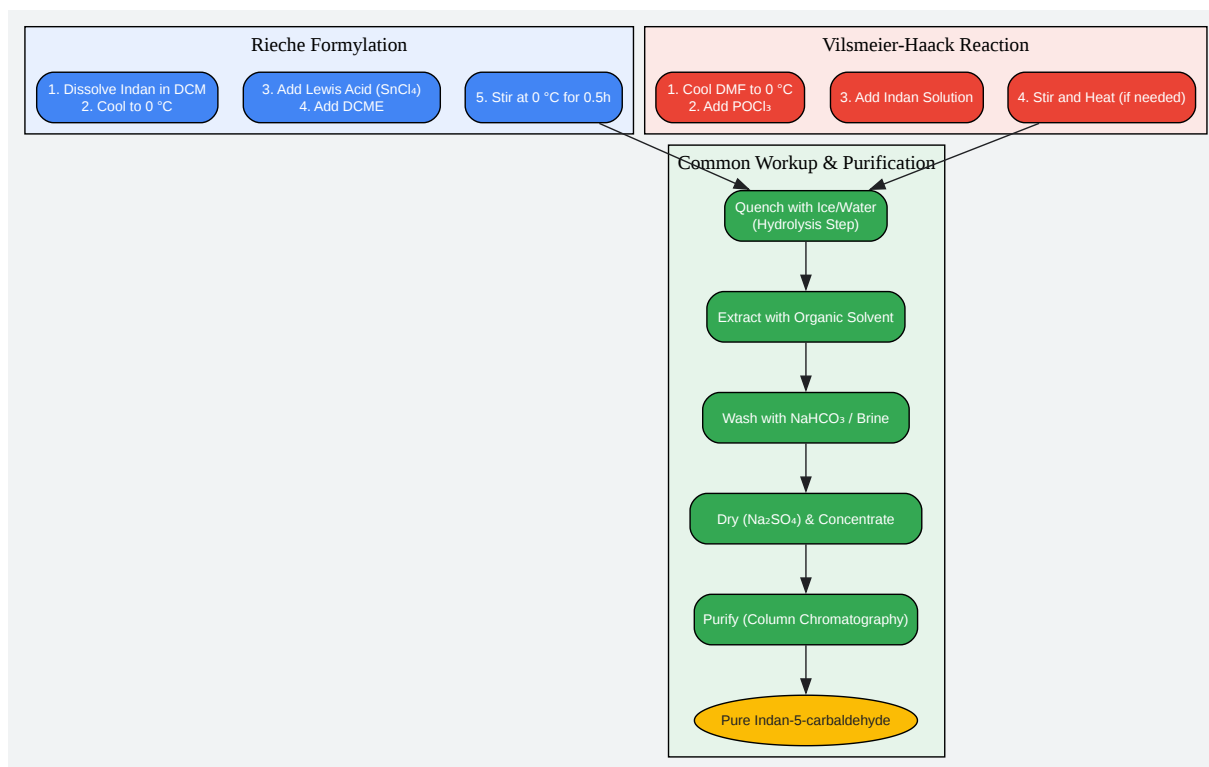 Rieche Formylation
1. Dissolve Indan in DCM
2. Cool to 0 °C
3. Add Lewis Acid (SnCl₄)
4. Add DCME
5. Stir at 0 °C for 0.5h
Vilsmeier-Haack Reaction
1. Cool DMF to 0 °C
2. Add POCl₃
3. Add Indan Solution
4. Stir and Heat (if needed)
Common Workup & Purification
Quench with Ice/Water
(Hydrolysis Step)
Extract with Organic Solvent
Wash with NaHCO₃ / Brine
Dry (Na₂SO₄) & Concentrate
Purify (Column Chromatography)
Pure Indan-5-carbaldehyde